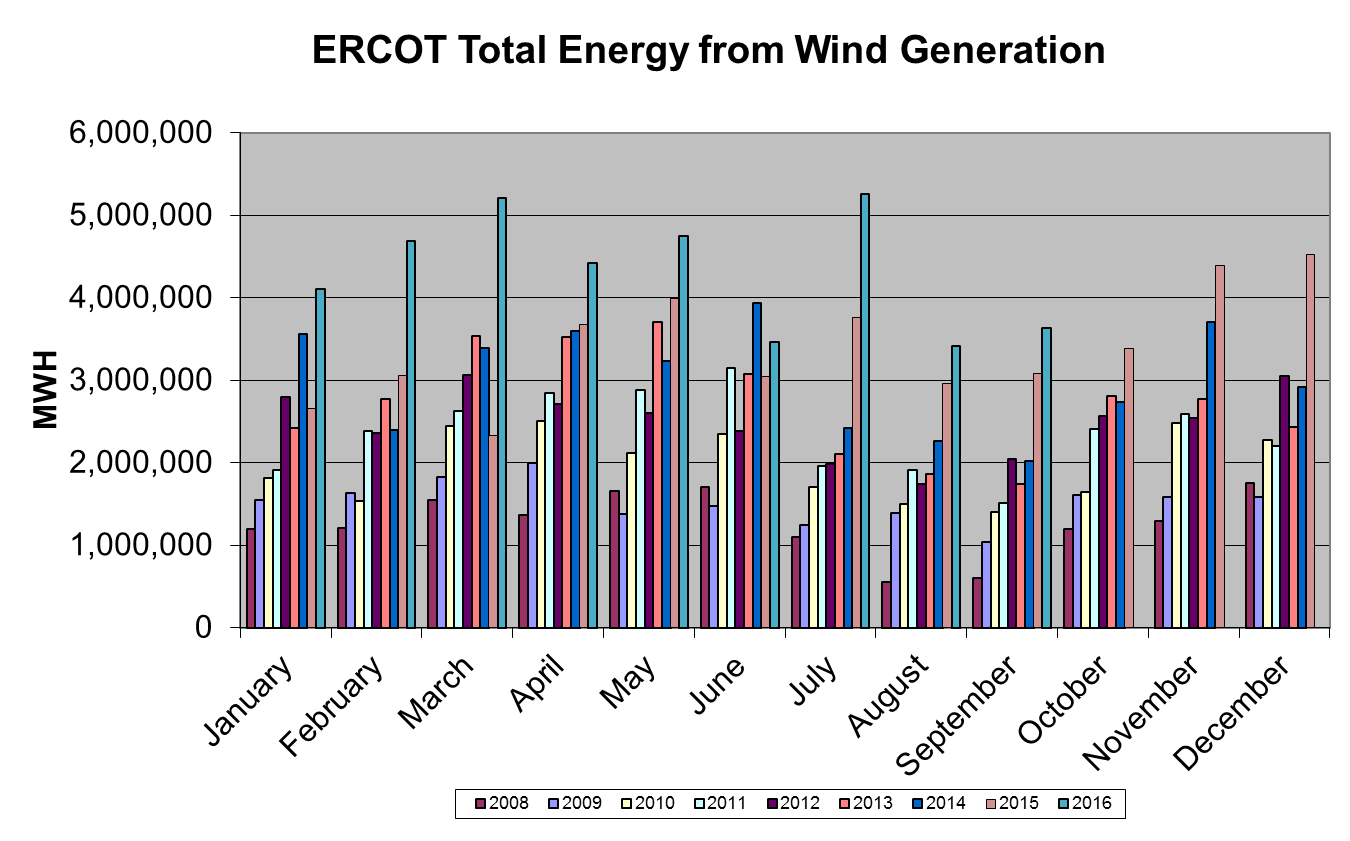 ERCOT Total Energy from Wind Generation
6,000,000
5,000,000
4,000,000
3,000,000
2,000,000
1,000,000
0
MWH
January
February
March
April
May
June
July
August
September
October
November
December
2008 2009 2010 2011 2012 2013 2014 2015 2016